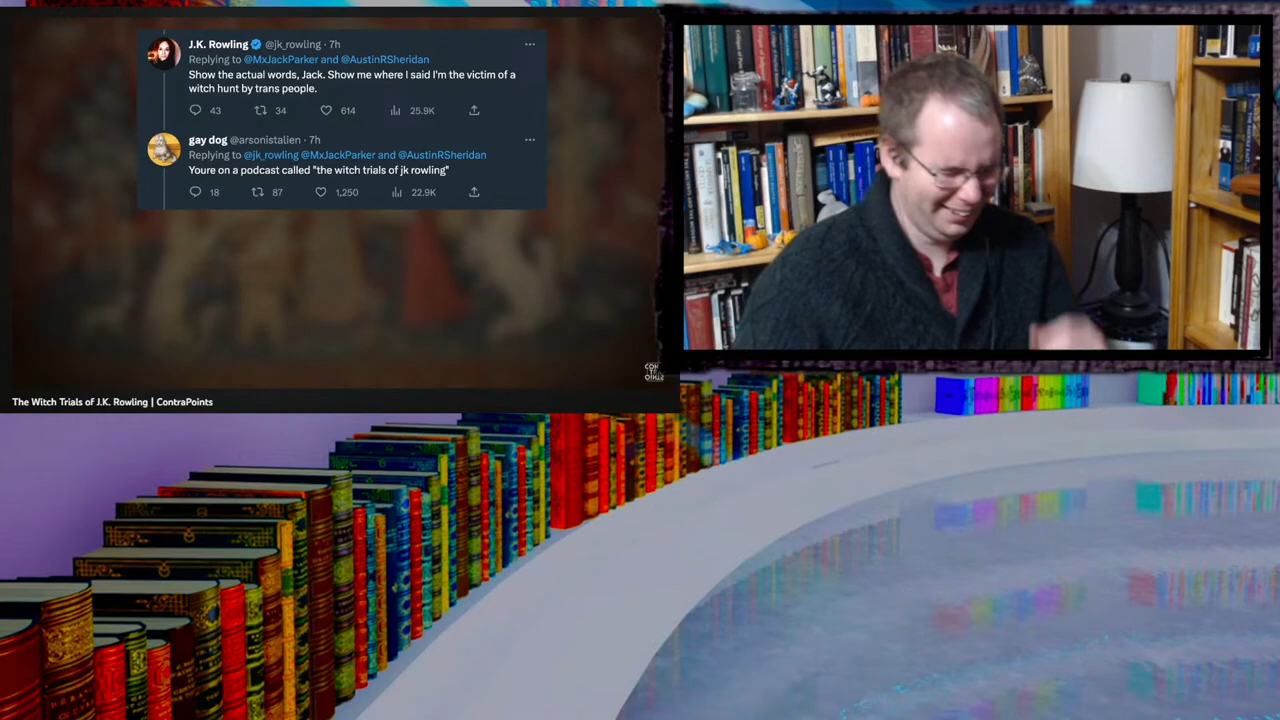 J.K. Rowling @jk_rowling · 7h
Replying to @MxJackParker and @AustinRSheridan
Show the actual words, Jack. Show me where I said I'm the victim of a
witch hunt by trans people.
43 34 614 25.9K
gay dog @arsonistalien · 7h
Replying to @jk_rowling @MxJackParker and @AustinRSheridan
Youre on a podcast called "the witch trials of jk rowling"
18 87 1,250 22.9K
The Witch Trials of J.K. Rowling | ContraPoints